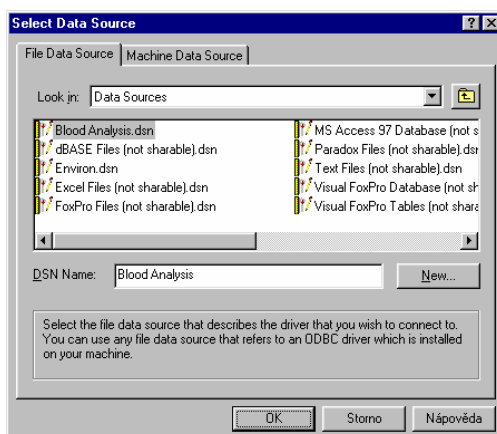 Select Data Source
File Data Source Machine Data Source
Look in: Data Sources
Blood Analysis.dsn
dBASE Files (not sharable).dsn
Environ.dsn
Excel Files (not sharable).dsn
FoxPro Files (not sharable).dsn
MS Access 97 Database (not s
Paradox Files (not sharable).dsr
Text Files (not sharable).dsn
Visual FoxPro Database (not sh
Visual FoxPro Tables (not shara
DSN Name: Blood Analysis New...
Select the file data source that describes the driver that you wish to connect to.
You can use any file data source that refers to an ODBC driver which is installed
on your machine.
OK Storno Nápověda